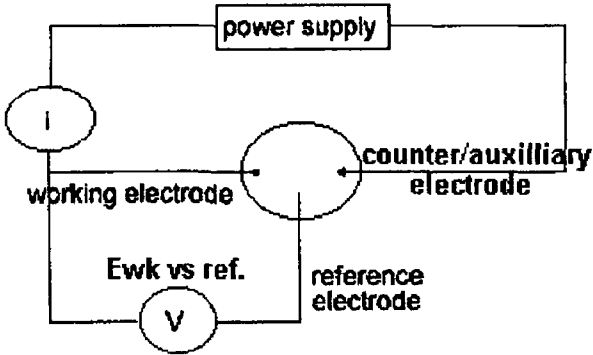 power supply
i
counter/auxilliary
electrode
working electrode
Ewk vs ref.
reference
electrode
V